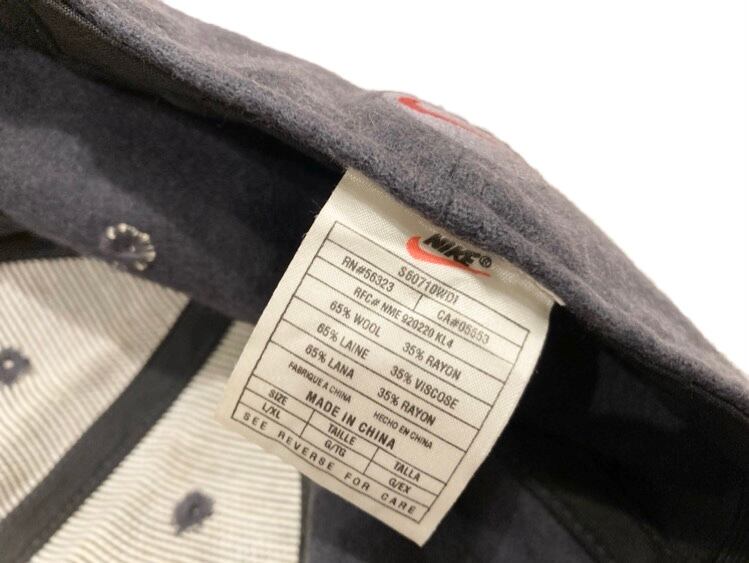 NIKE®
S60710WDI
RN#56323 CA#05553
RFC# NME 920220 KL4
65% WOOL 35% RAYON
65% LAINE 35% VISCOSE
65% LANA 35% RAYON
FABRIQUE A CHINA HECHO EN CHINA
MADE IN CHINA
SIZE TAILLE TALLA
L/XL G/TG G/EX
SEE REVERSE FOR CARE